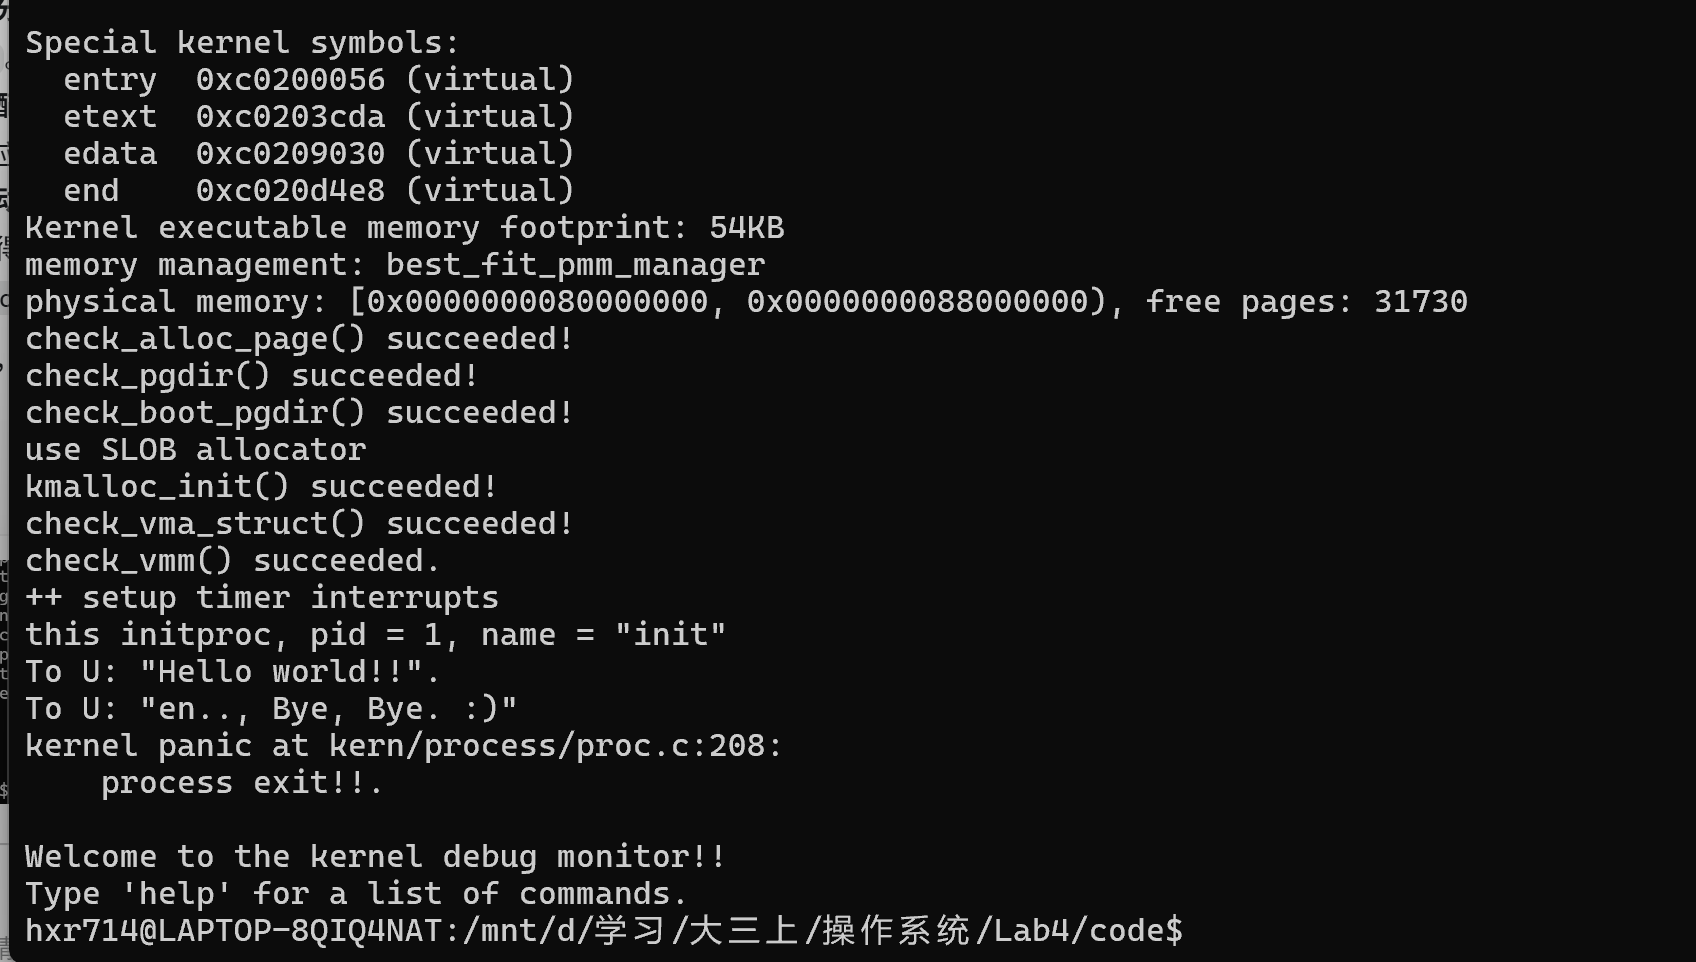 Special kernel symbols:
  entry  0xc0200056 (virtual)
  etext  0xc0203cda (virtual)
  edata  0xc0209030 (virtual)
  end    0xc020d4e8 (virtual)
Kernel executable memory footprint: 54KB
memory management: best_fit_pmm_manager
physical memory: [0x0000000080000000, 0x0000000088000000), free pages: 31730
check_alloc_page() succeeded!
check_pgdir() succeeded!
check_boot_pgdir() succeeded!
use SLOB allocator
kmalloc_init() succeeded!
check_vma_struct() succeeded!
check_vmm() succeeded.
++ setup timer interrupts
this initproc, pid = 1, name = "init"
To U: "Hello world!!".
To U: "en.., Bye, Bye. :)"
kernel panic at kern/process/proc.c:208:
    process exit!!.
Welcome to the kernel debug monitor!!
Type 'help' for a list of commands.
hxr714@LAPTOP-8QIQ4NAT:/mnt/d/学习/大三上/操作系统/Lab4/code$